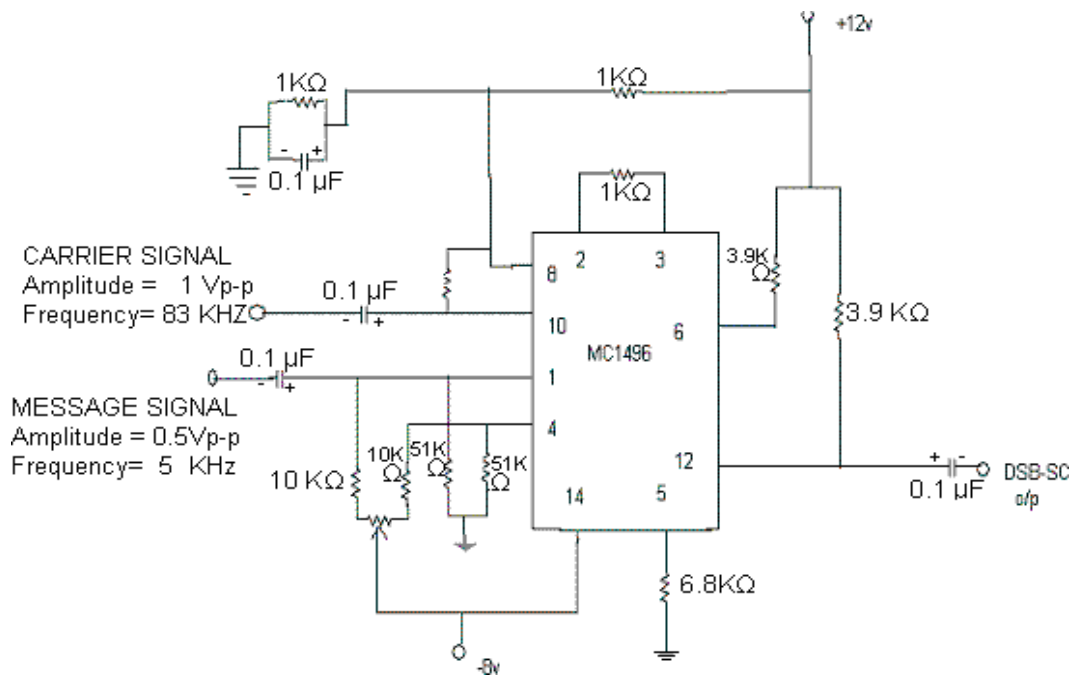 +12v
1KΩ
1KΩ
- +
0.1 µF
1KΩ
CARRIER SIGNAL
Amplitude = 1 Vp-p
Frequency= 83 KHZ
0.1 µF
- +
8
2
3
10
6
MC1496
3.9K
Ω
3.9 KΩ
0.1 µF
- +
1
MESSAGE SIGNAL
Amplitude = 0.5Vp-p
Frequency= 5 KHz
4
10 KΩ
10K
Ω
51K
Ω
51K
Ω
12
14
5
+ -
0.1 µF
DSB-SC
o/p
6.8KΩ
-8v